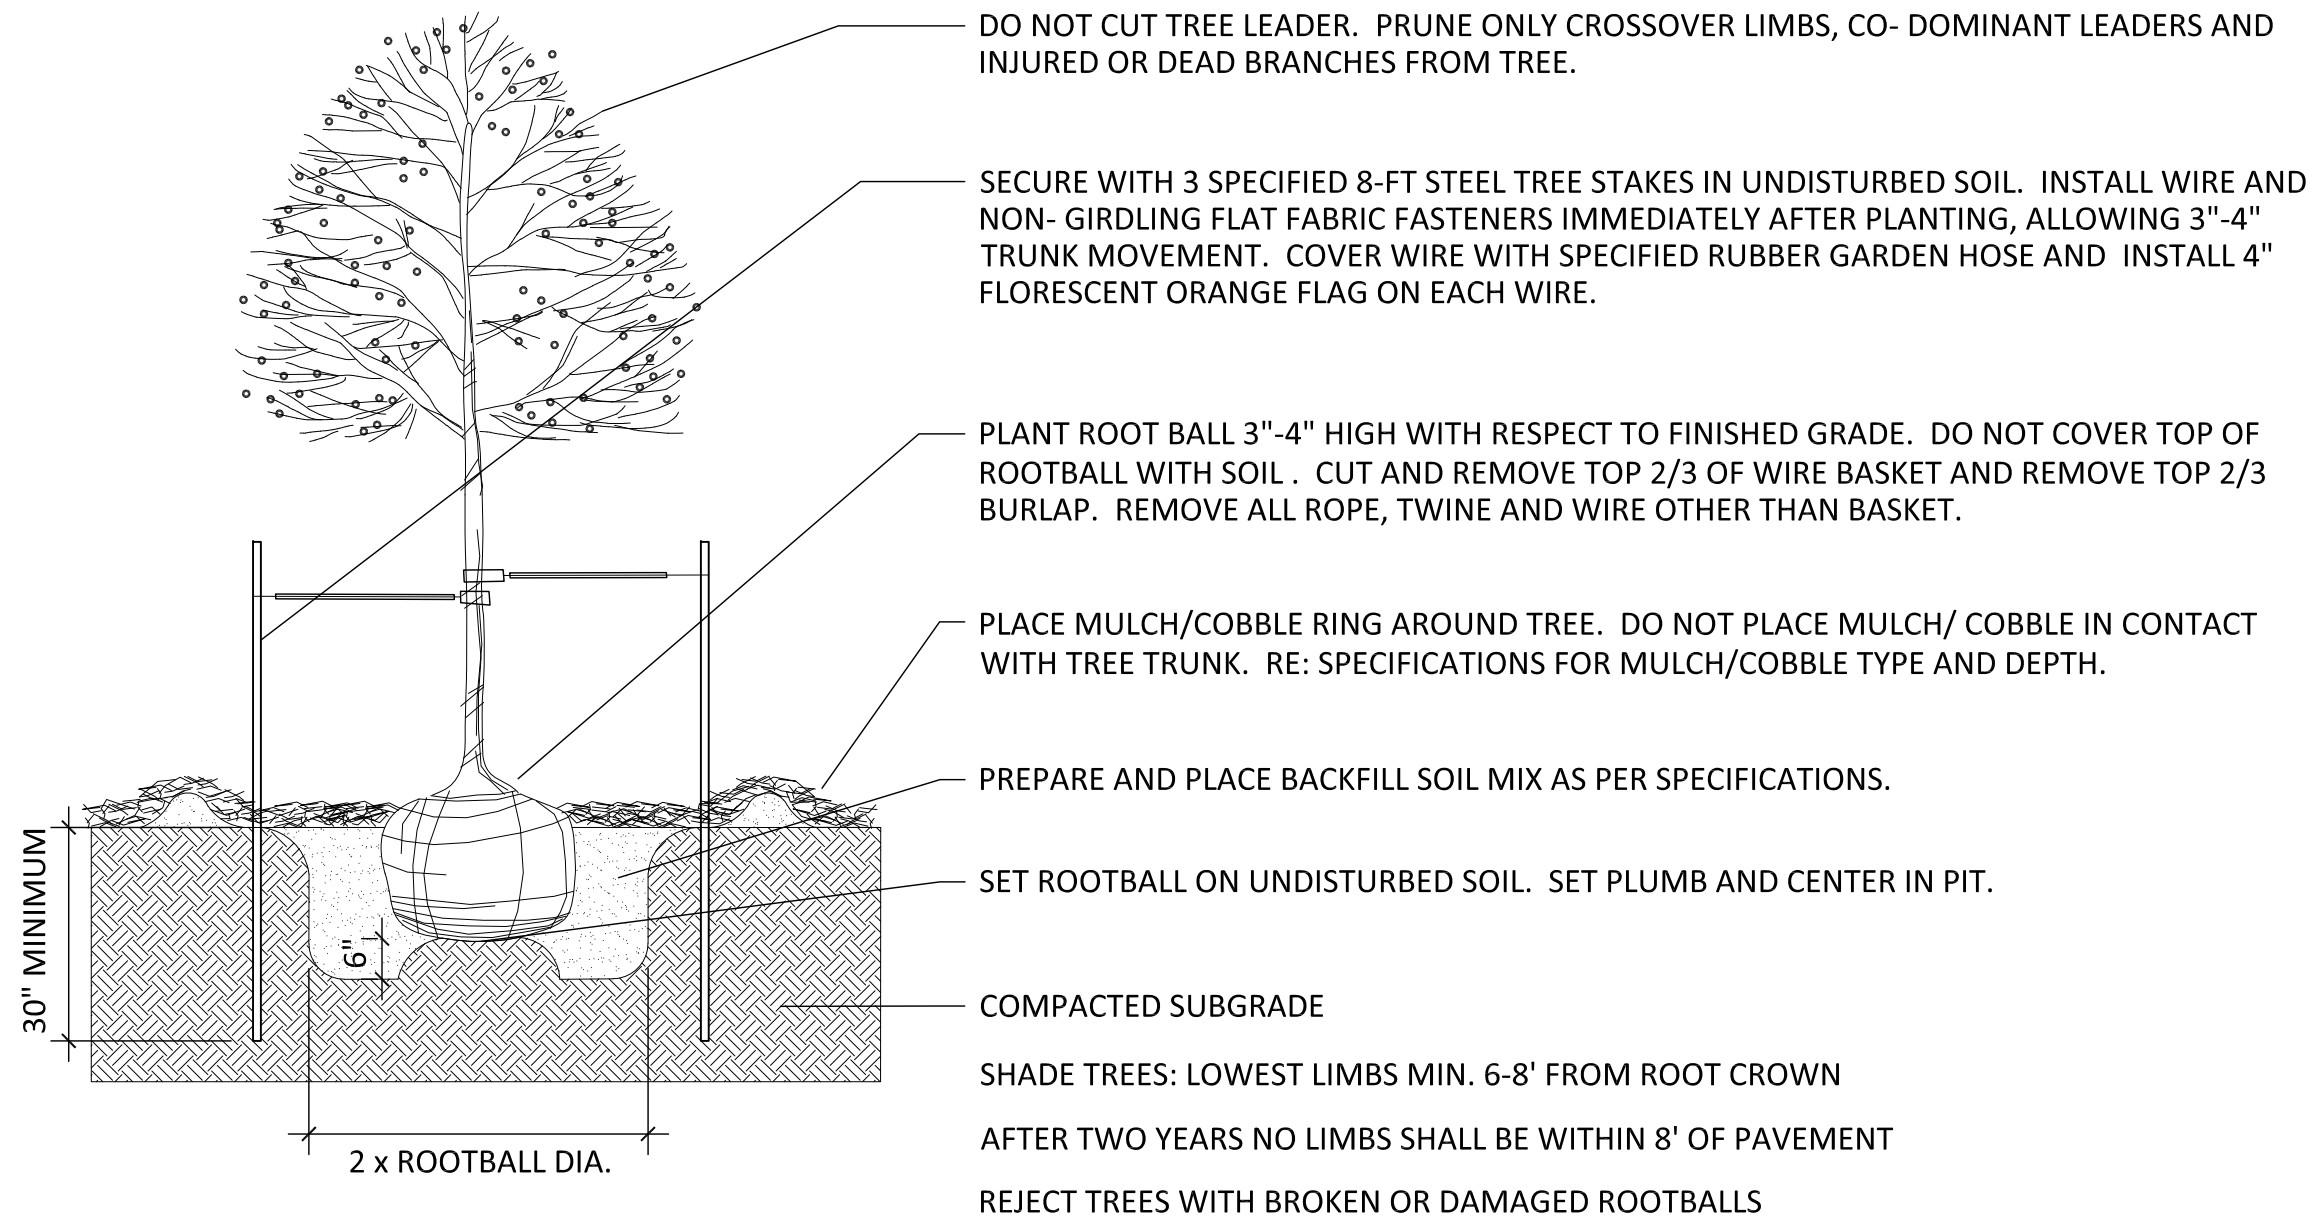 DO NOT CUT TREE LEADER.  PRUNE ONLY CROSSOVER LIMBS, CO- DOMINANT LEADERS AND
INJURED OR DEAD BRANCHES FROM TREE.
SECURE WITH 3 SPECIFIED 8-FT STEEL TREE STAKES IN UNDISTURBED SOIL.  INSTALL WIRE AND
NON- GIRDLING FLAT FABRIC FASTENERS IMMEDIATELY AFTER PLANTING, ALLOWING 3"-4"
TRUNK MOVEMENT.  COVER WIRE WITH SPECIFIED RUBBER GARDEN HOSE AND  INSTALL 4"
FLORESCENT ORANGE FLAG ON EACH WIRE.
PLANT ROOT BALL 3"-4" HIGH WITH RESPECT TO FINISHED GRADE.  DO NOT COVER TOP OF
ROOTBALL WITH SOIL .  CUT AND REMOVE TOP 2/3 OF WIRE BASKET AND REMOVE TOP 2/3
BURLAP.  REMOVE ALL ROPE, TWINE AND WIRE OTHER THAN BASKET.
PLACE MULCH/COBBLE RING AROUND TREE.  DO NOT PLACE MULCH/ COBBLE IN CONTACT
WITH TREE TRUNK.  RE: SPECIFICATIONS FOR MULCH/COBBLE TYPE AND DEPTH.
PREPARE AND PLACE BACKFILL SOIL MIX AS PER SPECIFICATIONS.
SET ROOTBALL ON UNDISTURBED SOIL.  SET PLUMB AND CENTER IN PIT.
COMPACTED SUBGRADE
SHADE TREES: LOWEST LIMBS MIN. 6-8' FROM ROOT CROWN
AFTER TWO YEARS NO LIMBS SHALL BE WITHIN 8' OF PAVEMENT
REJECT TREES WITH BROKEN OR DAMAGED ROOTBALLS
30" MINIMUM
6"
2 x ROOTBALL DIA.